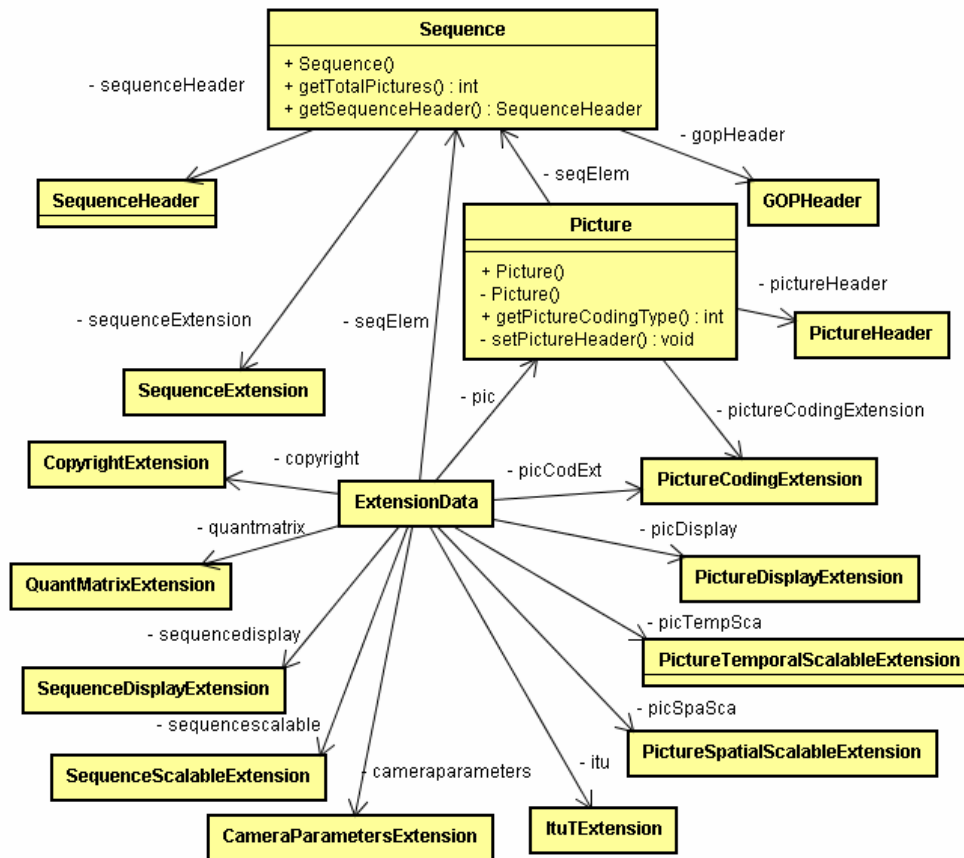 Sequence
+ Sequence()
+ getTotalPictures() : int
+ getSequenceHeader() : SequenceHeader
- sequenceHeader
- gopHeader
- seqElem
SequenceHeader
GOPHeader
Picture
+ Picture()
- Picture()
+ getPictureCodingType() : int
- setPictureHeader() : void
- pictureHeader
- sequenceExtension
- seqElem
PictureHeader
SequenceExtension
- pic
- pictureCodingExtension
CopyrightExtension
- copyright
- picCodExt
PictureCodingExtension
ExtensionData
- quantmatrix
- picDisplay
QuantMatrixExtension
PictureDisplayExtension
- sequencedisplay
- picTempSca
PictureTemporalScalableExtension
SequenceDisplayExtension
- picSpaSca
- sequencescalable
PictureSpatialScalableExtension
SequenceScalableExtension
- cameraparameters
- itu
CameraParametersExtension
ItuTExtension